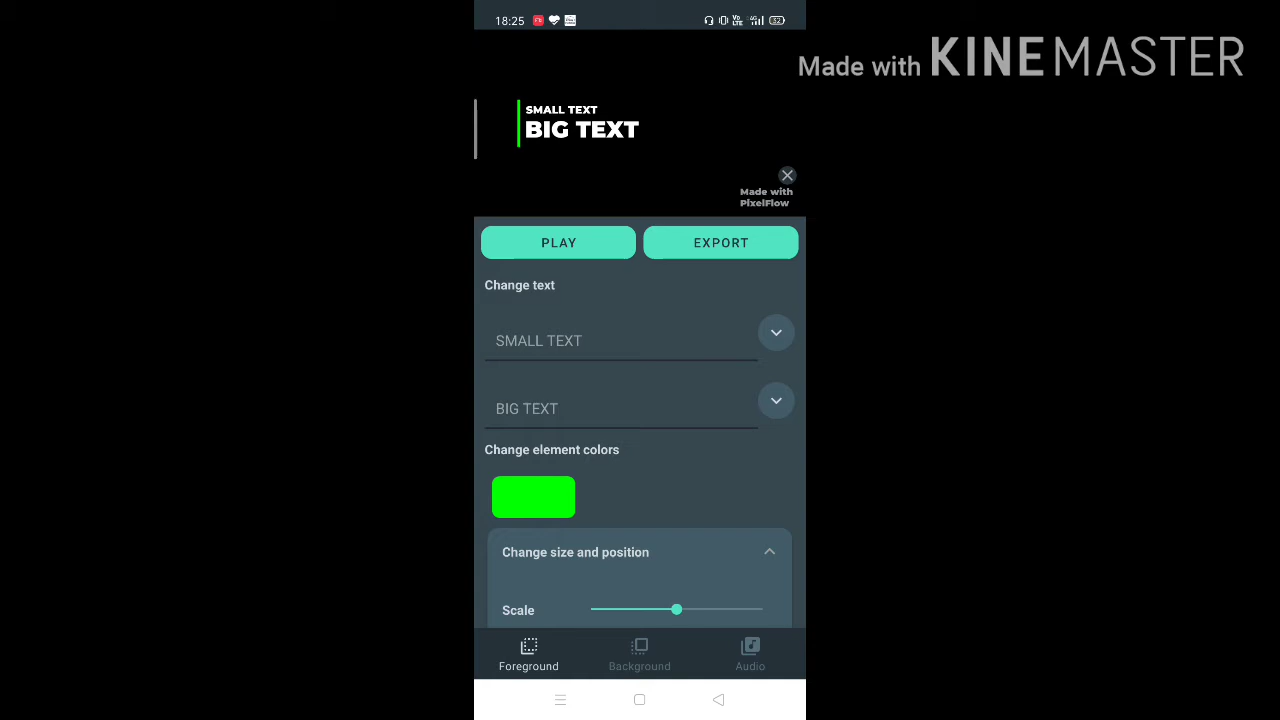 18:25
32
Made with KINEMASTER
SMALL TEXT
BIG TEXT
Made with
PixelFlow
PLAY
EXPORT
Change text
SMALL TEXT
BIG TEXT
Change element colors
Change size and position
Scale
Foreground
Background
Audio